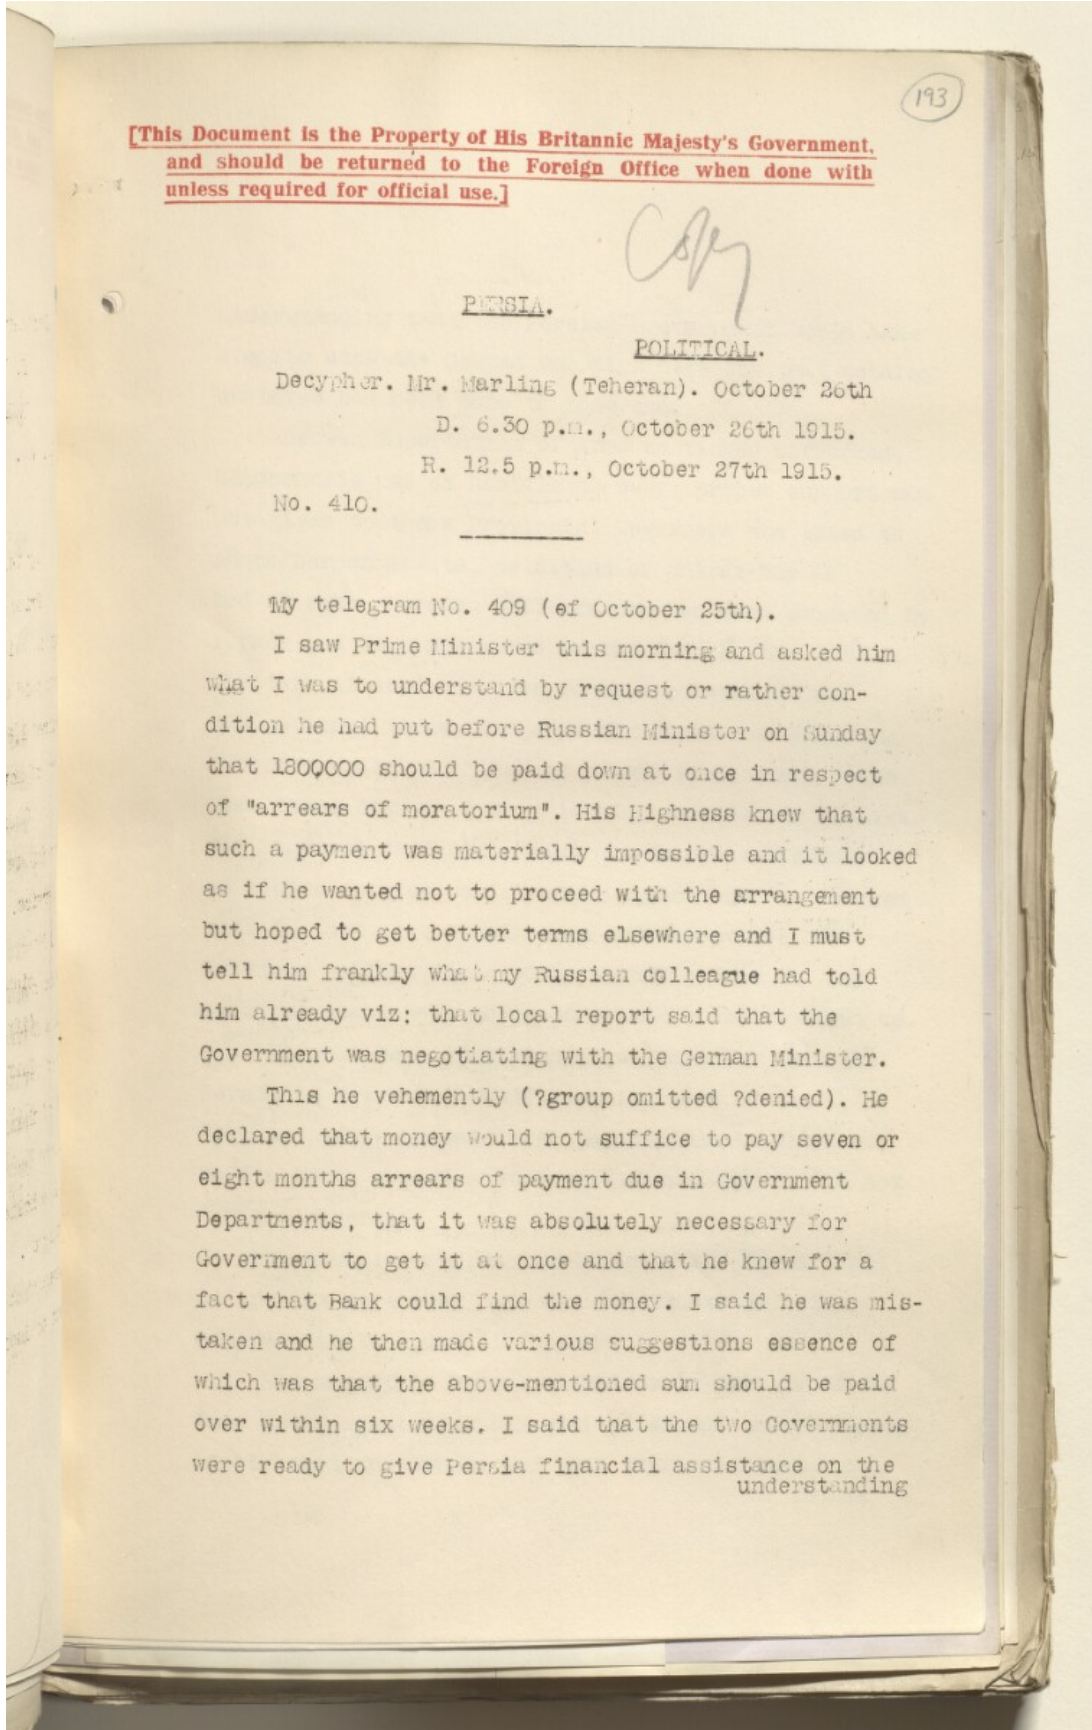 193
[This Document is the Property of His Britannic Majesty's Government,
and should be returned to the Foreign Office when done with
unless required for official use.]
Copy
PERSIA.
POLITICAL.
Decypher. Mr. Marling (Teheran). October 26th
D. 6.30 p.m., October 26th 1915.
R. 12.5 p.m., October 27th 1915.
No. 410.
My telegram No. 409 (of October 25th).
I saw Prime Minister this morning and asked him
what I was to understand by request or rather con-
dition he had put before Russian Minister on Sunday
that 1800000 should be paid down at once in respect
of "arrears of moratorium". His Highness knew that
such a payment was materially impossible and it looked
as if he wanted not to proceed with the arrangement
but hoped to get better terms elsewhere and I must
tell him frankly what my Russian colleague had told
him already viz: that local report said that the
Government was negotiating with the German Minister.
This he vehemently (?group omitted ?denied). He
declared that money would not suffice to pay seven or
eight months arrears of payment due in Government
Departments, that it was absolutely necessary for
Government to get it at once and that he knew for a
fact that Bank could find the money. I said he was mis-
taken and he then made various suggestions essence of
which was that the above-mentioned sum should be paid
over within six weeks. I said that the two Governments
were ready to give Persia financial assistance on the
understanding